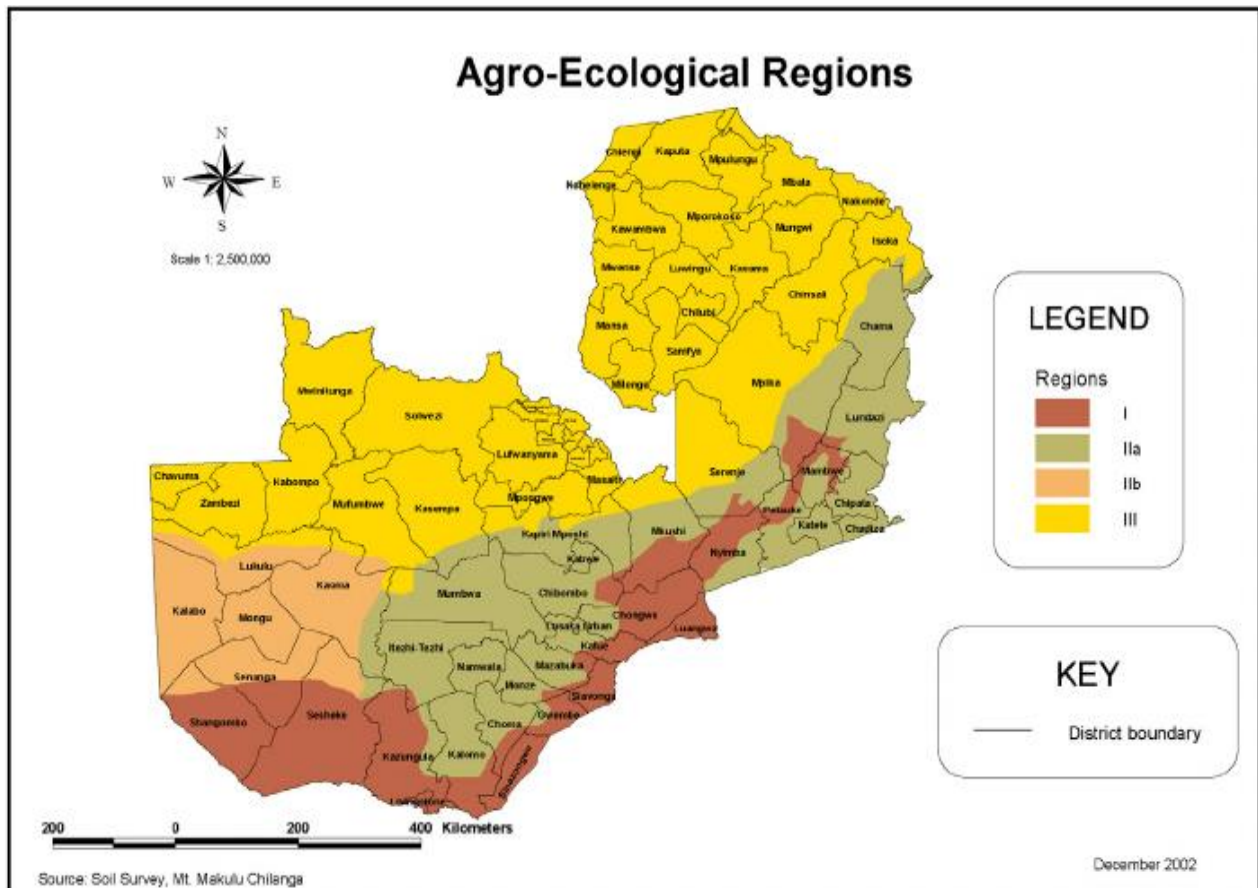 Agro-Ecological Regions
N
W E
S
Scale 1: 2,500,000
Chiengi
Kaputa
Mpulungu
Mbala
Nakonde
Mporokoso
Kawambwa
Mungwi
Isoka
Mwense
Luwingu
Kasama
Chinsali
Chilubi
Mansa
Samfya
Milenge
Mpika
Chama
Lundazi
Mwinilunga
Solwezi
Lufwanyama
Masaiti
Chavuma
Zambezi
Kabompo
Mufumbwe
Kasempa
Mpongwe
Serenje
Mambwe
Chipata
Petauke
Katete
Chadiza
Kapiri Mposhi
Mkushi
Nyimba
Kabwe
Lukulu
Kaoma
Mumbwa
Chibombo
Kalabo
Mongu
Chongwe
Luangwa
Lusaka Urban
Kafue
Itezhi-Tezhi
Namwala
Mazabuka
Monze
Senanga
Siavonga
Shangombo
Sesheke
Gwembe
Choma
Kazungula
Kalomo
Sinazongwe
Livingstone
LEGEND
Regions
I
IIa
IIb
III
KEY
District boundary
200 0 200 400 Kilometers
Source: Soil Survey, Mt. Makulu Chilanga
December 2002